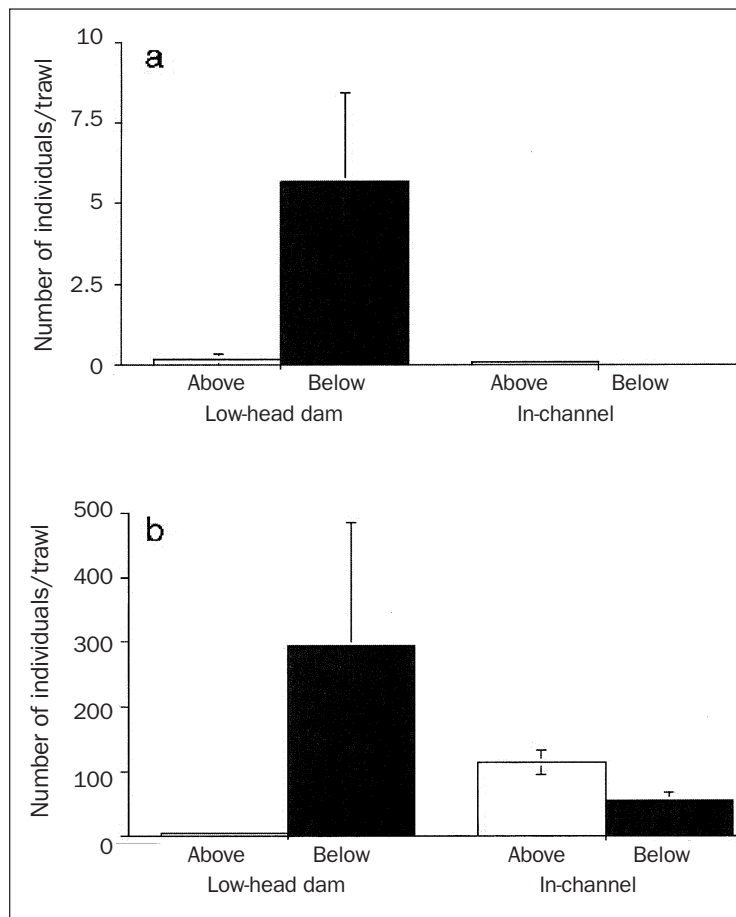 a
Number of individuals/trawl
10
7.5
5
2.5
0
Above Below Above Below
Low-head dam In-channel
b
Number of individuals/trawl
500
400
300
200
100
0
Above Below Above Below
Low-head dam In-channel